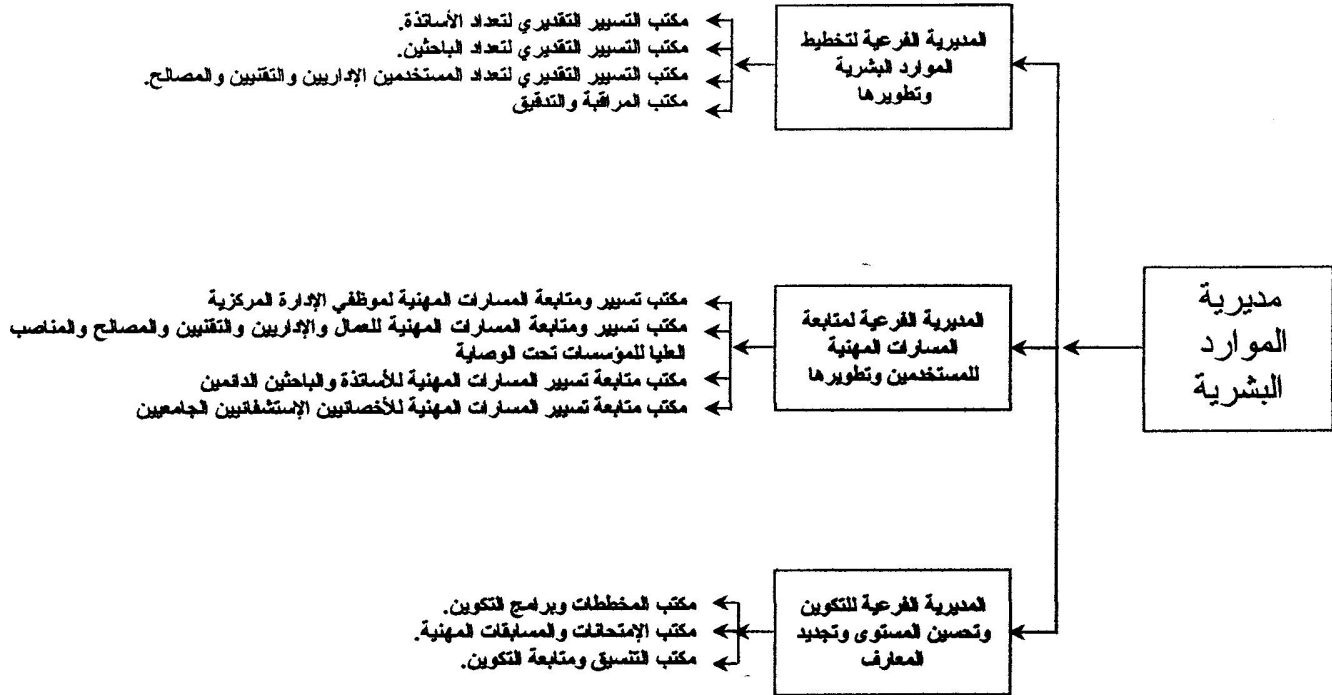 مديرية
الموارد
البشرية
المديرية الفرعية لتخطيط
الموارد البشرية
وتطويرها
مكتب التسيير التقديري لتعداد الأساتذة.
مكتب التسيير التقديري لتعداد الباحثين.
مكتب التسيير التقديري لتعداد المستخدمين الإداريين والتقنيين والمصالح.
مكتب المراقبة والتدقيق
المديرية الفرعية لمتابعة
المسارات المهنية
للمستخدمين وتطويرها
مكتب تسيير ومتابعة المسارات المهنية لموظفي الإدارة المركزية
مكتب تسيير ومتابعة المسارات المهنية للعمال والإداريين والتقنيين والمصالح والمناصب
العليا للمؤسسات تحت الوصاية
مكتب متابعة تسيير المسارات المهنية للأساتذة والباحثين الدائمين
مكتب متابعة تسيير المسارات المهنية للأخصائيين الإستشفائيين الجامعيين
المديرية الفرعية للتكوين
وتحسين المستوى وتجديد
المعارف
مكتب المخططات وبرامج التكوين.
مكتب الإمتحانات والمسابقات المهنية.
مكتب التنسيق ومتابعة التكوين.